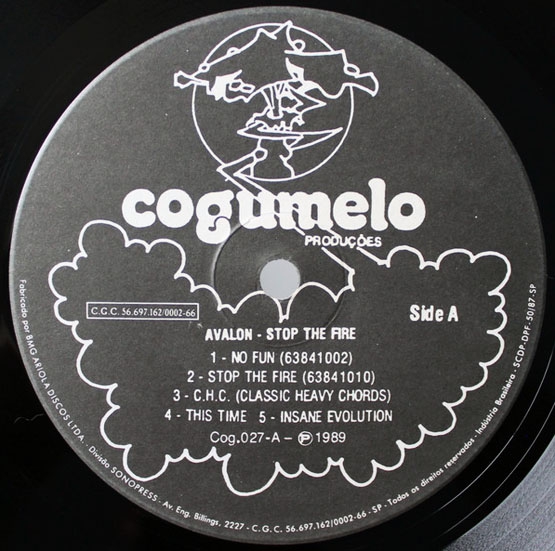 cogumelo
PRODUÇÕES
C.G.C. 56.697.162/0002-66
Side A
AVALON - STOP THE FIRE
1 - NO FUN (63841002)
2 - STOP THE FIRE (63841010)
3 - C.H.C. (CLASSIC HEAVY CHORDS)
4 - THIS TIME 5 - INSANE EVOLUTION
Cog.027-A - Ⓟ 1989
Fabricado por BMG ARIOLA DISCOS LTDA. - Divisão SONOPRESS - Av. Eng. Billings, 2227 - C.G.C. 56.697.162/0002-66 - SP - Todos os direitos reservados - Indústria Brasileira - SCDP-DPF-50/87-SP